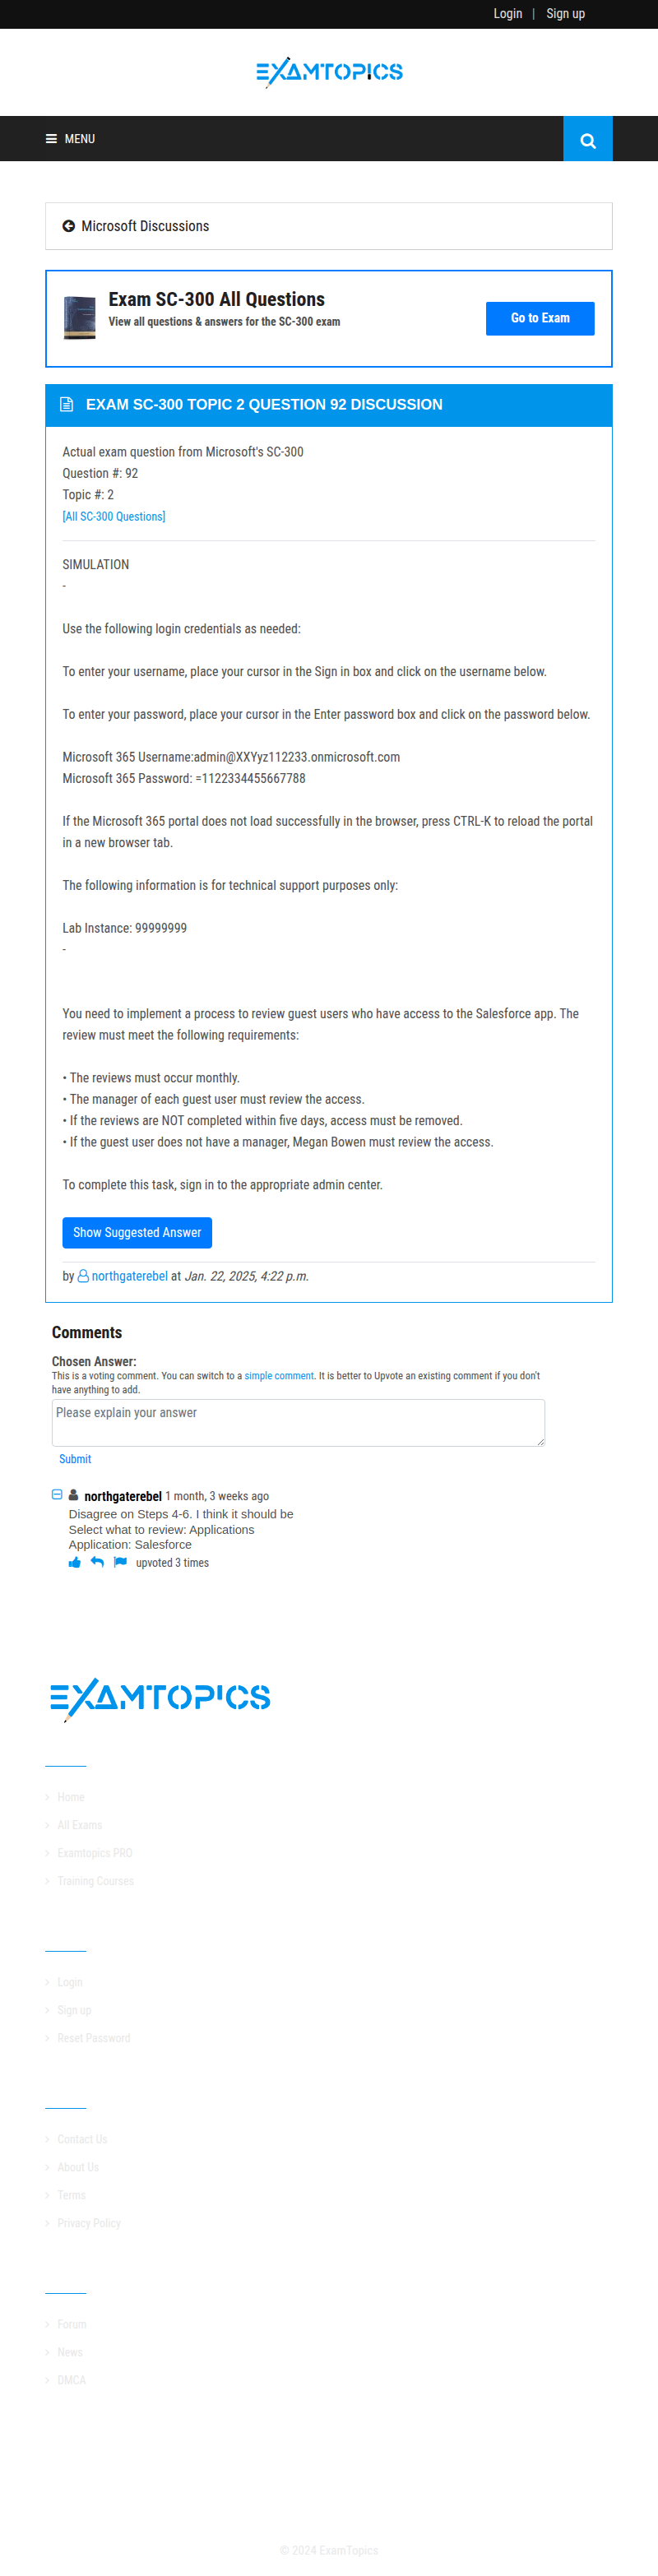 Login | Sign up
EXAMTOPICS
MENU
Microsoft Discussions
Exam SC-300 All Questions
View all questions & answers for the SC-300 exam
Go to Exam
EXAM SC-300 TOPIC 2 QUESTION 92 DISCUSSION
Actual exam question from Microsoft's SC-300
Question #: 92
Topic #: 2
[All SC-300 Questions]
SIMULATION
-
Use the following login credentials as needed:
To enter your username, place your cursor in the Sign in box and click on the username below.
To enter your password, place your cursor in the Enter password box and click on the password below.
Microsoft 365 Username:admin@XXYyz112233.onmicrosoft.com
Microsoft 365 Password: =1122334455667788
If the Microsoft 365 portal does not load successfully in the browser, press CTRL-K to reload the portal
in a new browser tab.
The following information is for technical support purposes only:
Lab Instance: 99999999
-
You need to implement a process to review guest users who have access to the Salesforce app. The
review must meet the following requirements:
• The reviews must occur monthly.
• The manager of each guest user must review the access.
• If the reviews are NOT completed within five days, access must be removed.
• If the guest user does not have a manager, Megan Bowen must review the access.
To complete this task, sign in to the appropriate admin center.
Show Suggested Answer
by northgaterebel at Jan. 22, 2025, 4:22 p.m.
Comments
Chosen Answer:
This is a voting comment. You can switch to a simple comment. It is better to Upvote an existing comment if you don't
have anything to add.
Please explain your answer
Submit
northgaterebel 1 month, 3 weeks ago
Disagree on Steps 4-6. I think it should be
Select what to review: Applications
Application: Salesforce
upvoted 3 times
EXAMTOPICS
Home
All Exams
Examtopics PRO
Training Courses
Login
Sign up
Reset Password
Contact Us
About Us
Terms
Privacy Policy
Forum
News
DMCA
© 2024 ExamTopics